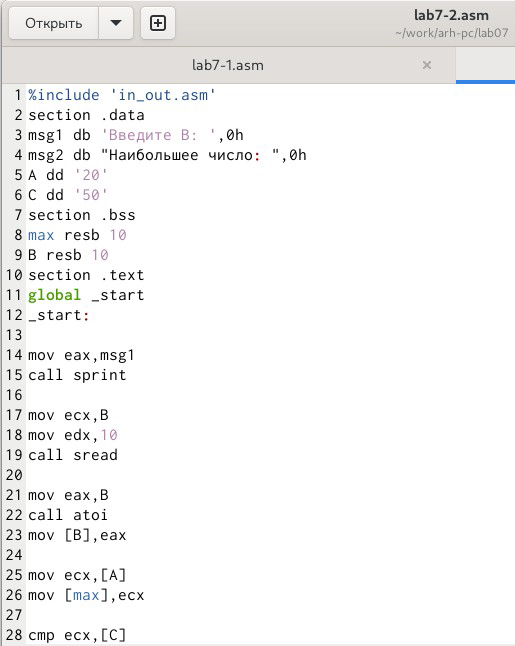 Открыть
lab7-2.asm
~/work/arh-pc/lab07
lab7-1.asm
1 %include 'in_out.asm'
2 section .data
3 msg1 db 'Введите B: ',0h
4 msg2 db "Наибольшее число: ",0h
5 A dd '20'
6 C dd '50'
7 section .bss
8 max resb 10
9 B resb 10
10 section .text
11 global _start
12 _start:
13
14 mov eax,msg1
15 call sprint
16
17 mov ecx,B
18 mov edx,10
19 call sread
20
21 mov eax,B
22 call atoi
23 mov [B],eax
24
25 mov ecx,[A]
26 mov [max],ecx
27
28 cmp ecx,[C]